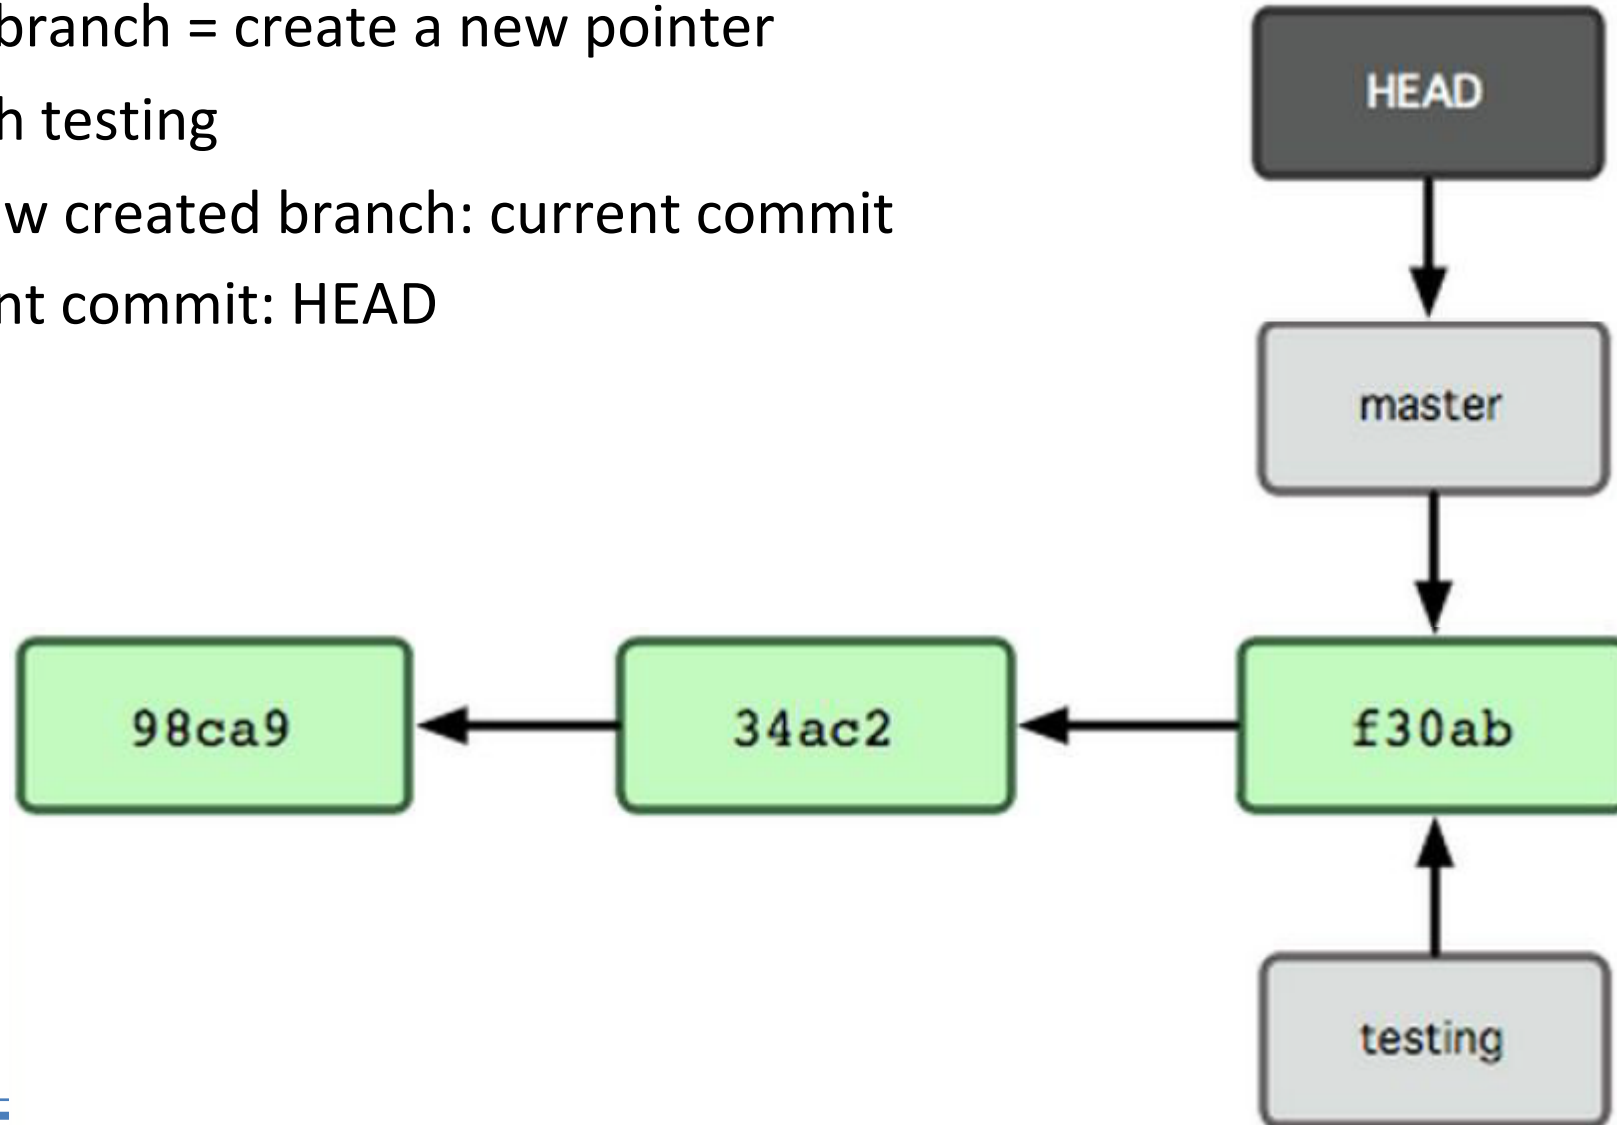 branch = create a new pointer
h testing
w created branch: current commit
nt commit: HEAD
HEAD
master
98ca9
34ac2
f30ab
testing